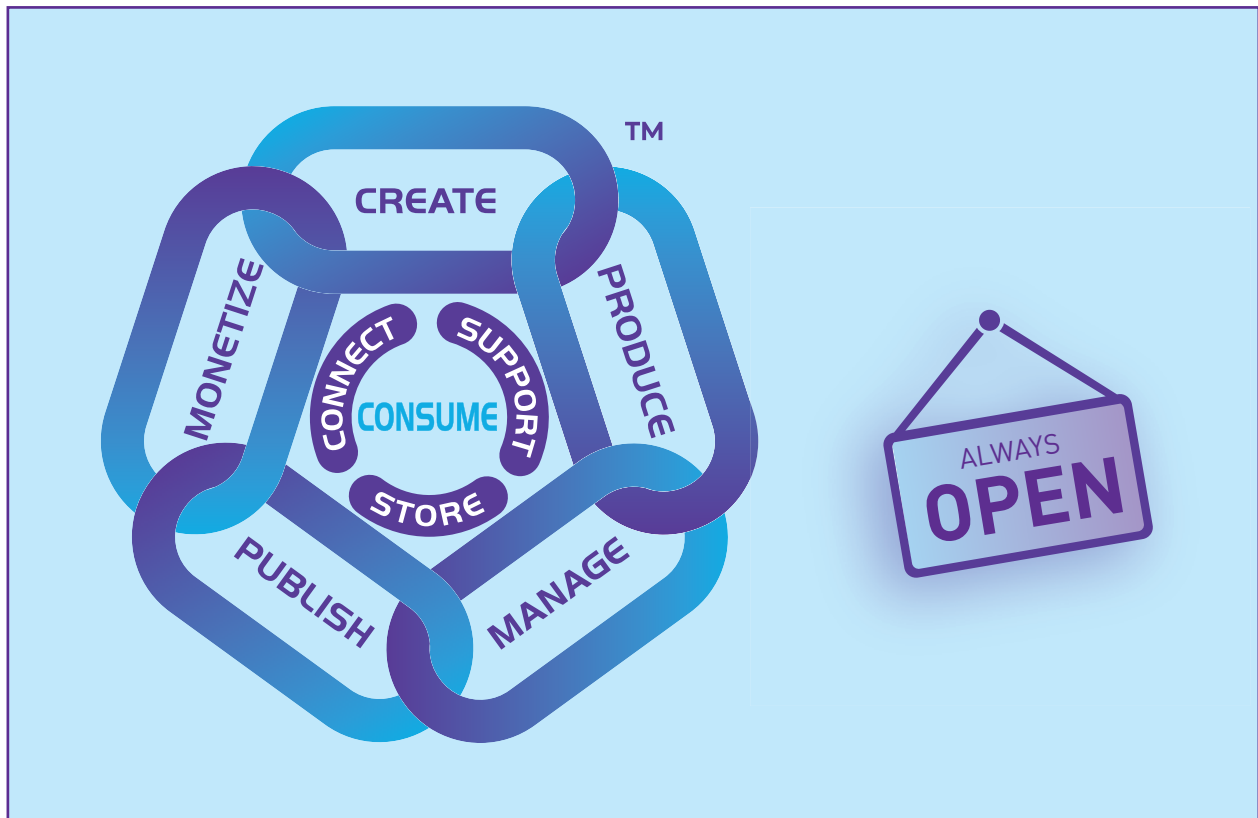 TM
CREATE
PRODUCE
MANAGE
PUBLISH
MONETIZE
CONNECT
SUPPORT
STORE
CONSUME
ALWAYS
OPEN